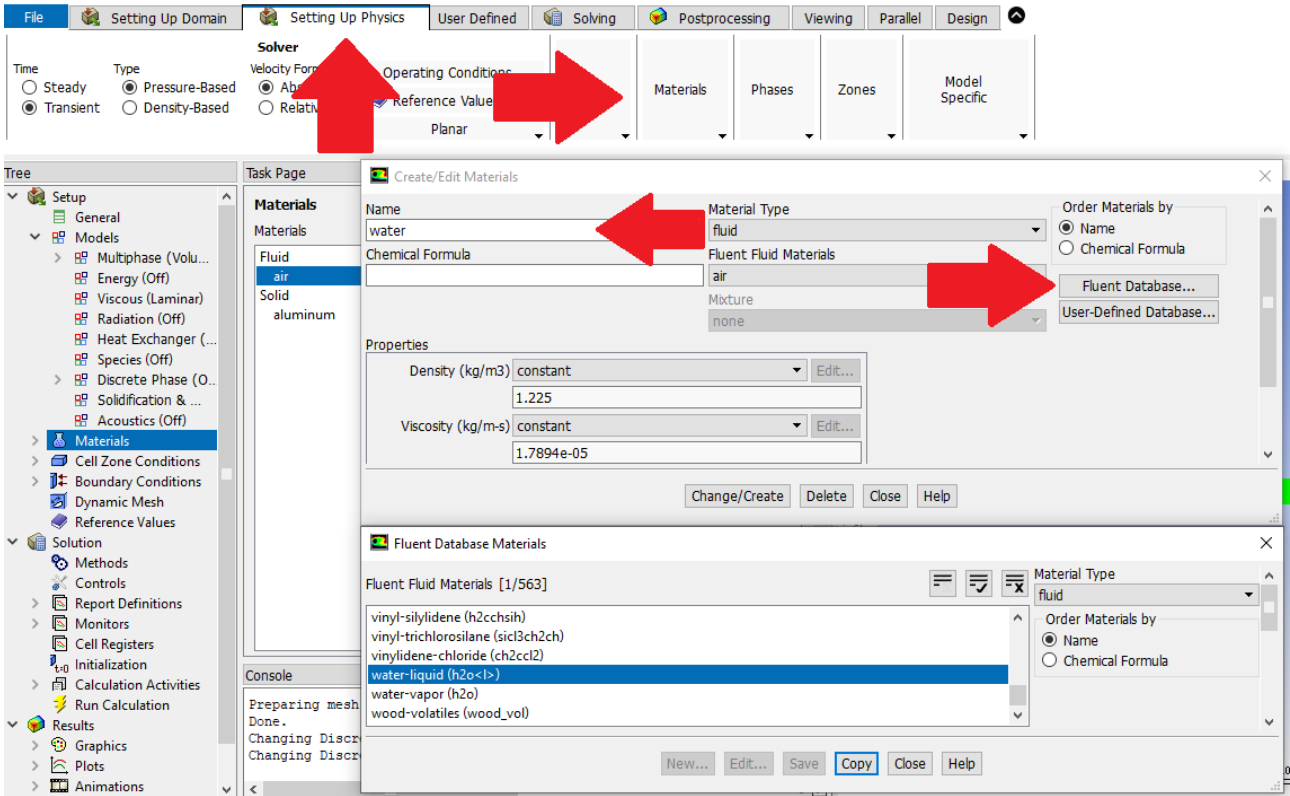 File Setting Up Domain Setting Up Physics User Defined Solving Postprocessing Viewing Parallel Design
Solver
Time Type Velocity Form
Steady Pressure-Based Operating Conditions
Transient Density-Based Reference Value
Planar
Materials Phases Zones Model
Specific
Tree
Setup
General
Models
Multiphase (Volu...
Energy (Off)
Viscous (Laminar)
Radiation (Off)
Heat Exchanger (...
Species (Off)
Discrete Phase (O...
Solidification & ...
Acoustics (Off)
Materials
Cell Zone Conditions
Boundary Conditions
Dynamic Mesh
Reference Values
Solution
Methods
Controls
Report Definitions
Monitors
Cell Registers
t=0 Initialization
Calculation Activities
Run Calculation
Results
Graphics
Plots
Animations
Task Page
Materials
Materials
Fluid
air
Solid
aluminum
Console
Preparing mesh
Done.
Changing Discr
Changing Discr
Create/Edit Materials
Name
water
Chemical Formula
Material Type
fluid
Fluent Fluid Materials
air
Mixture
none
Order Materials by
Name
Chemical Formula
Fluent Database...
User-Defined Database...
Properties
Density (kg/m3) constant Edit...
1.225
Viscosity (kg/m-s) constant Edit...
1.7894e-05
Change/Create Delete Close Help
Fluent Database Materials
Fluent Fluid Materials [1/563]
vinyl-silylidene (h2cchsih)
vinyl-trichlorosilane (sicl3ch2ch)
vinylidene-chloride (ch2ccl2)
water-liquid (h2o<l>)
water-vapor (h2o)
wood-volatiles (wood_vol)
Material Type
fluid
Order Materials by
Name
Chemical Formula
New... Edit... Save Copy Close Help